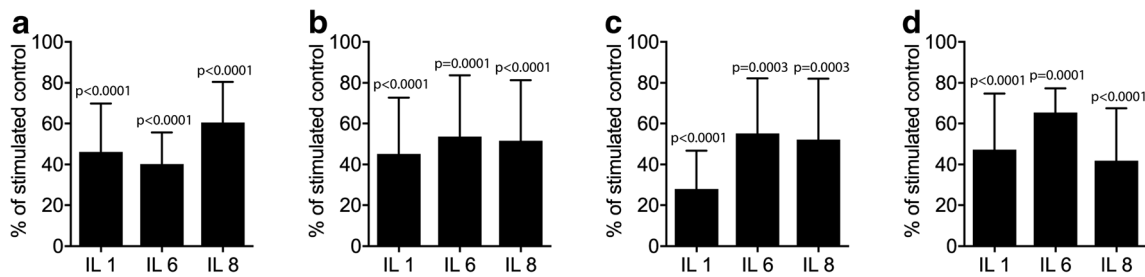 a
% of stimulated control
100
80
60
40
20
0
p<0.0001
p<0.0001
p<0.0001
IL 1
IL 6
IL 8
b
% of stimulated control
100
80
60
40
20
0
p<0.0001
p=0.0001
p<0.0001
IL 1
IL 6
IL 8
c
% of stimulated control
100
80
60
40
20
0
p<0.0001
p=0.0003
p=0.0003
IL 1
IL 6
IL 8
d
% of stimulated control
100
80
60
40
20
0
p<0.0001
p=0.0001
p<0.0001
IL 1
IL 6
IL 8